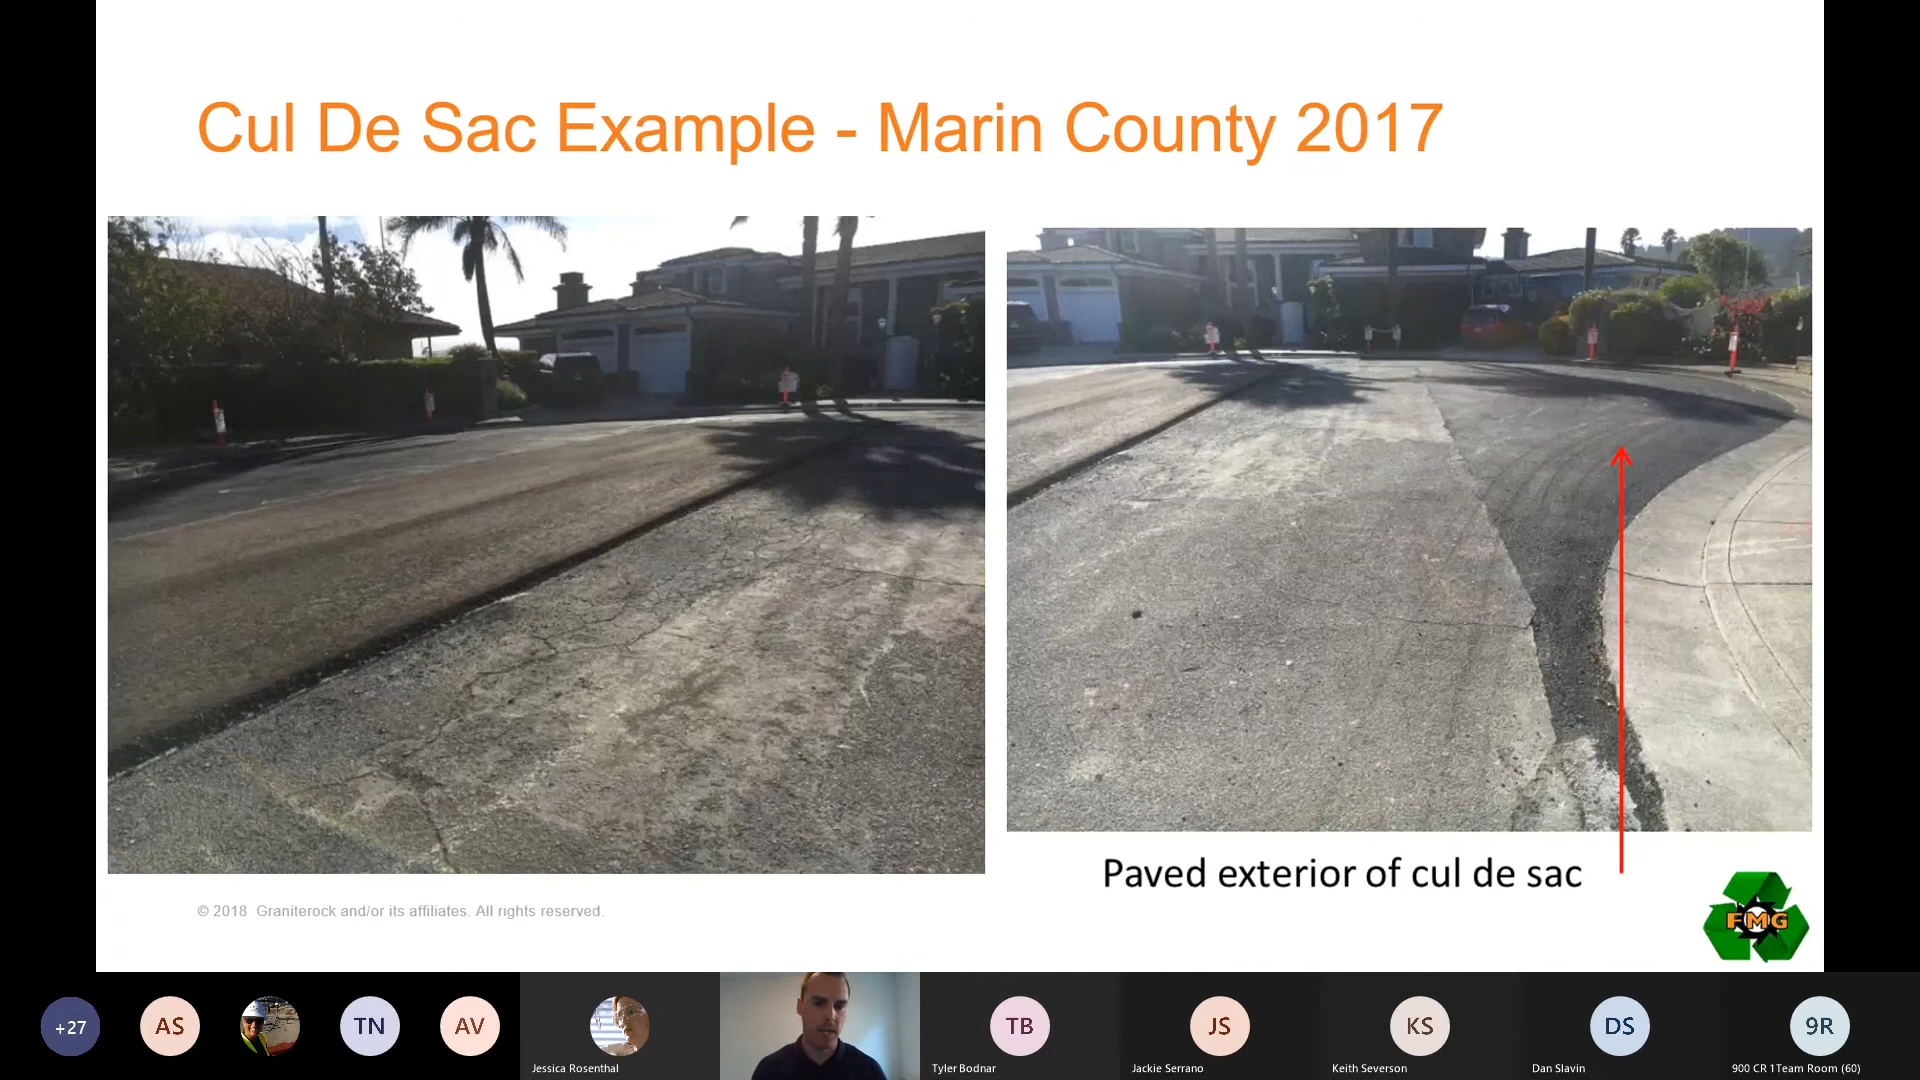 Cul De Sac Example - Marin County 2017
Paved exterior of cul de sac
© 2018 Graniterock and/or its affiliates. All rights reserved.
FMG
+27
AS
TN
AV
TB
JS
KS
DS
9R
Jessica Rosenthal
Tyler Bodnar
Jackie Serrano
Keith Severson
Dan Slavin
900 CR 1Team Room (60)